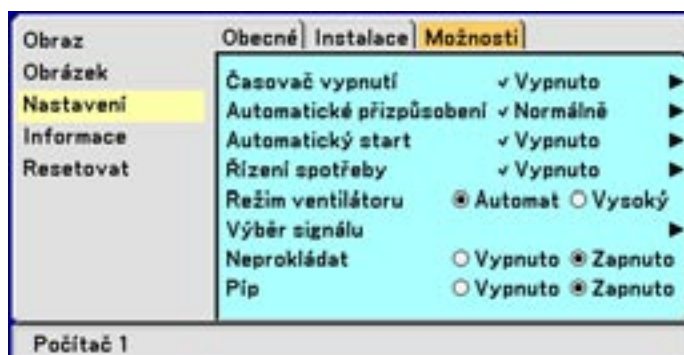 Obraz
Obrázek
Nastavení
Informace
Resetovat
Obecné Instalace Možnosti
Časovač vypnutí Vypnuto
Automatické přizpůsobení Normálně
Automatický start Vypnuto
Řízení spotřeby Vypnuto
Režim ventilátoru Automat Vysoký
Výběr signálu
Neprokládat Vypnuto Zapnuto
Píp Vypnuto Zapnuto
Počítač 1